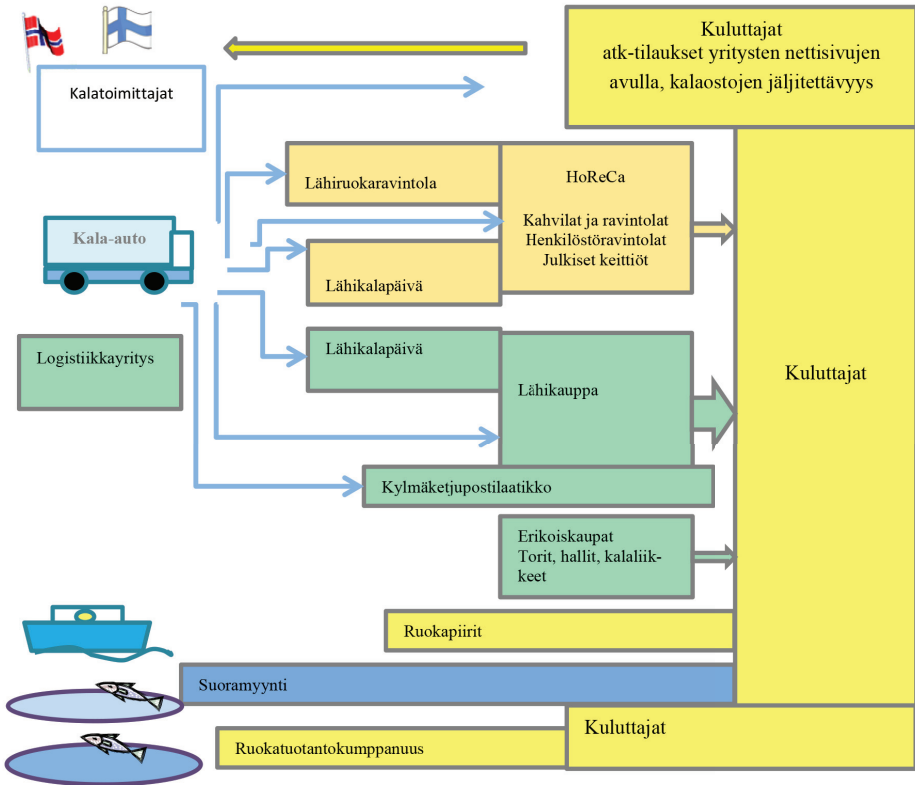 Kuluttajat
atk-tilaukset yritysten nettisivujen
avulla, kalaostojen jäljitettävyys
Kalatoimittajat
Lähiruokaravintola
HoReCa
Kahvilat ja ravintolat
Henkilöstöravintolat
Julkiset keittiöt
Kala-auto
Lähikalapäivä
Logistiikkayritys
Lähikalapäivä
Lähikauppa
Kuluttajat
Kylmäketjupostilaatikko
Erikoiskaupat
Torit, hallit, kalaliik-
keet
Ruokapiirit
Suoramyynti
Kuluttajat
Ruokatuotantokumppanuus